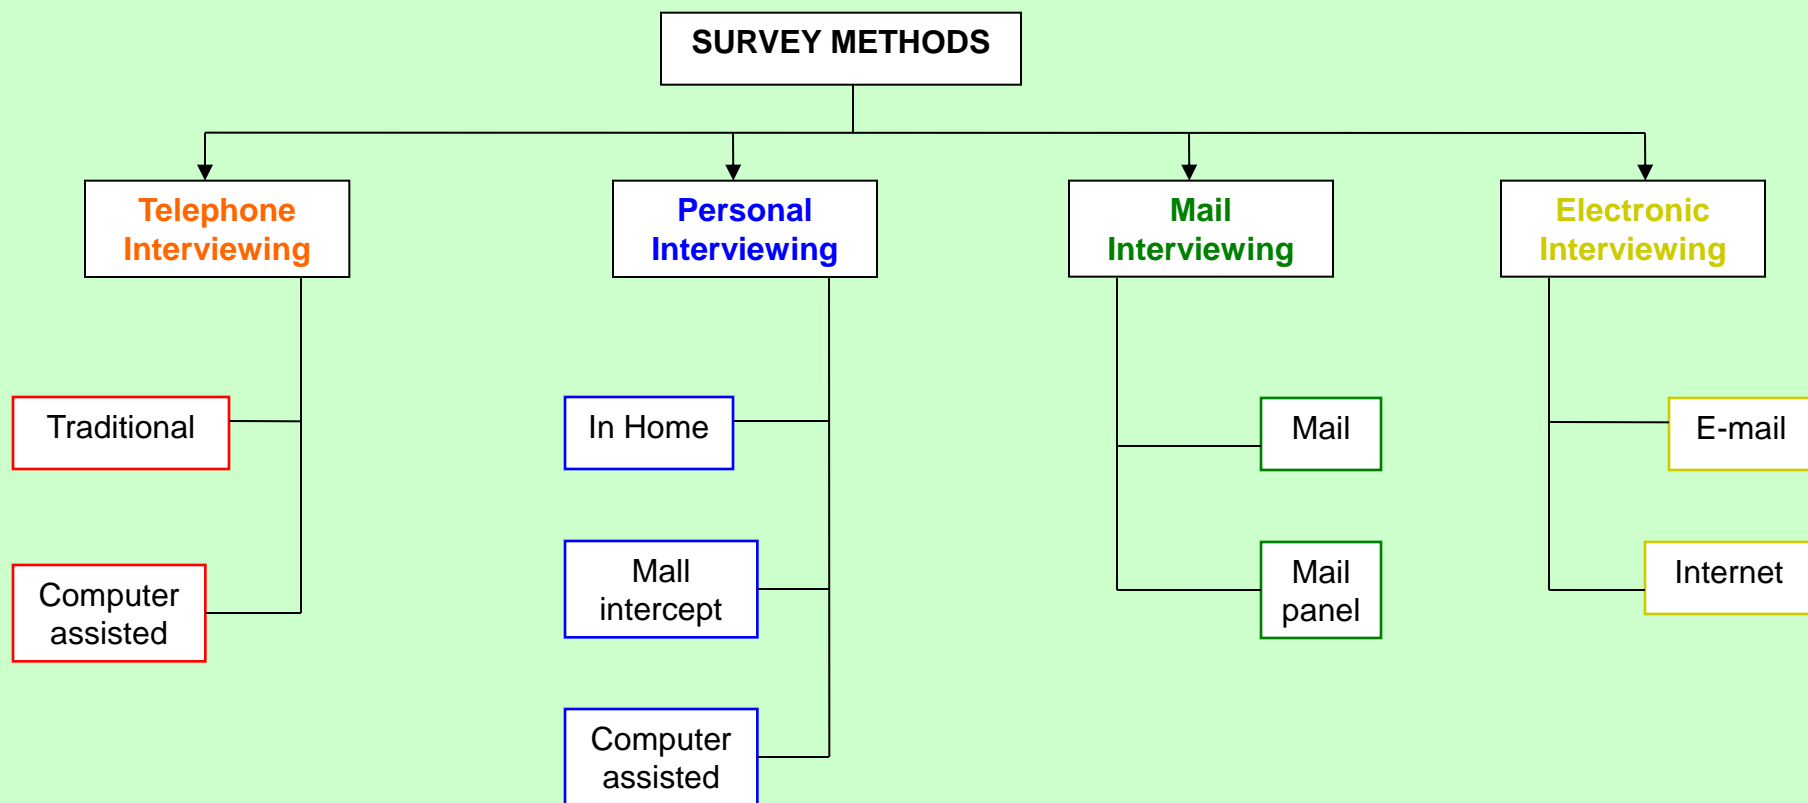 SURVEY METHODS
Telephone
Interviewing
Personal
Interviewing
Mail
Interviewing
Electronic
Interviewing
Traditional
Computer
assisted
In Home
Mall
intercept
Computer
assisted
Mail
Mail
panel
E-mail
Internet